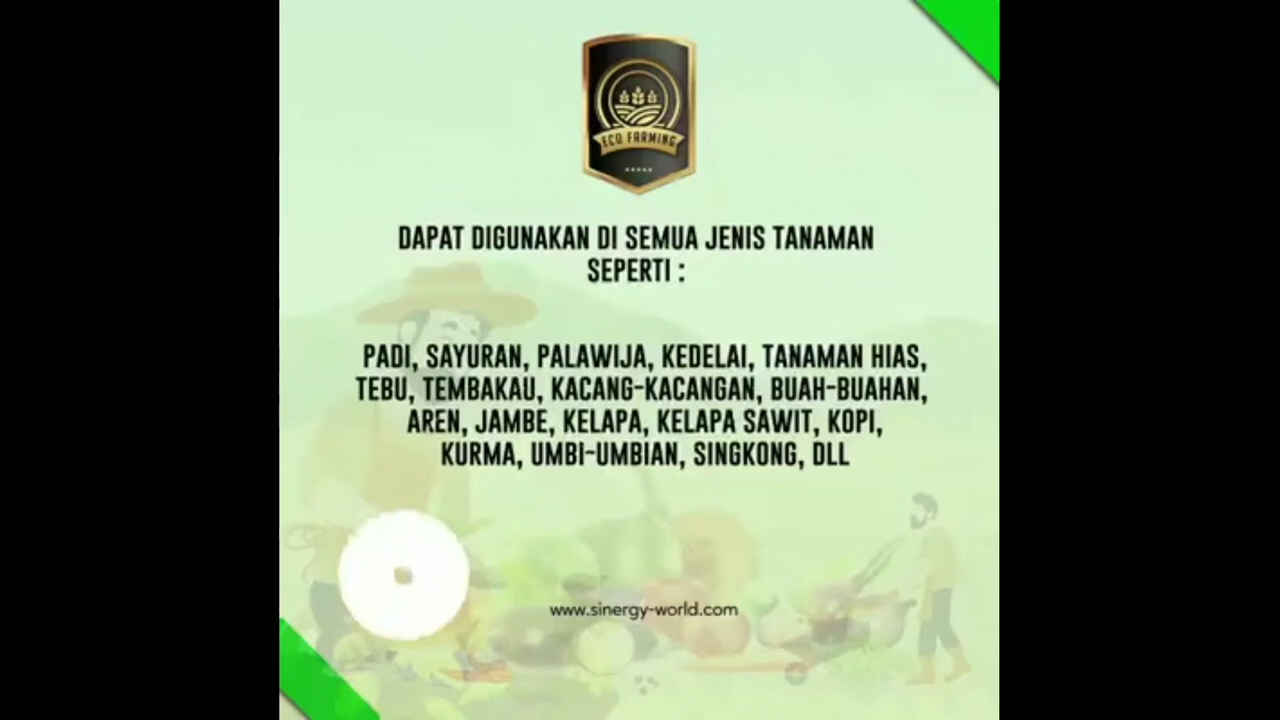 ECO FARMING
DAPAT DIGUNAKAN DI SEMUA JENIS TANAMAN
SEPERTI :
PADI, SAYURAN, PALAWIJA, KEDELAI, TANAMAN HIAS,
TEBU, TEMBAKAU, KACANG-KACANGAN, BUAH-BUAHAN,
AREN, JAMBE, KELAPA, KELAPA SAWIT, KOPI,
KURMA, UMBI-UMBIAN, SINGKONG, DLL
www.sinergy-world.com